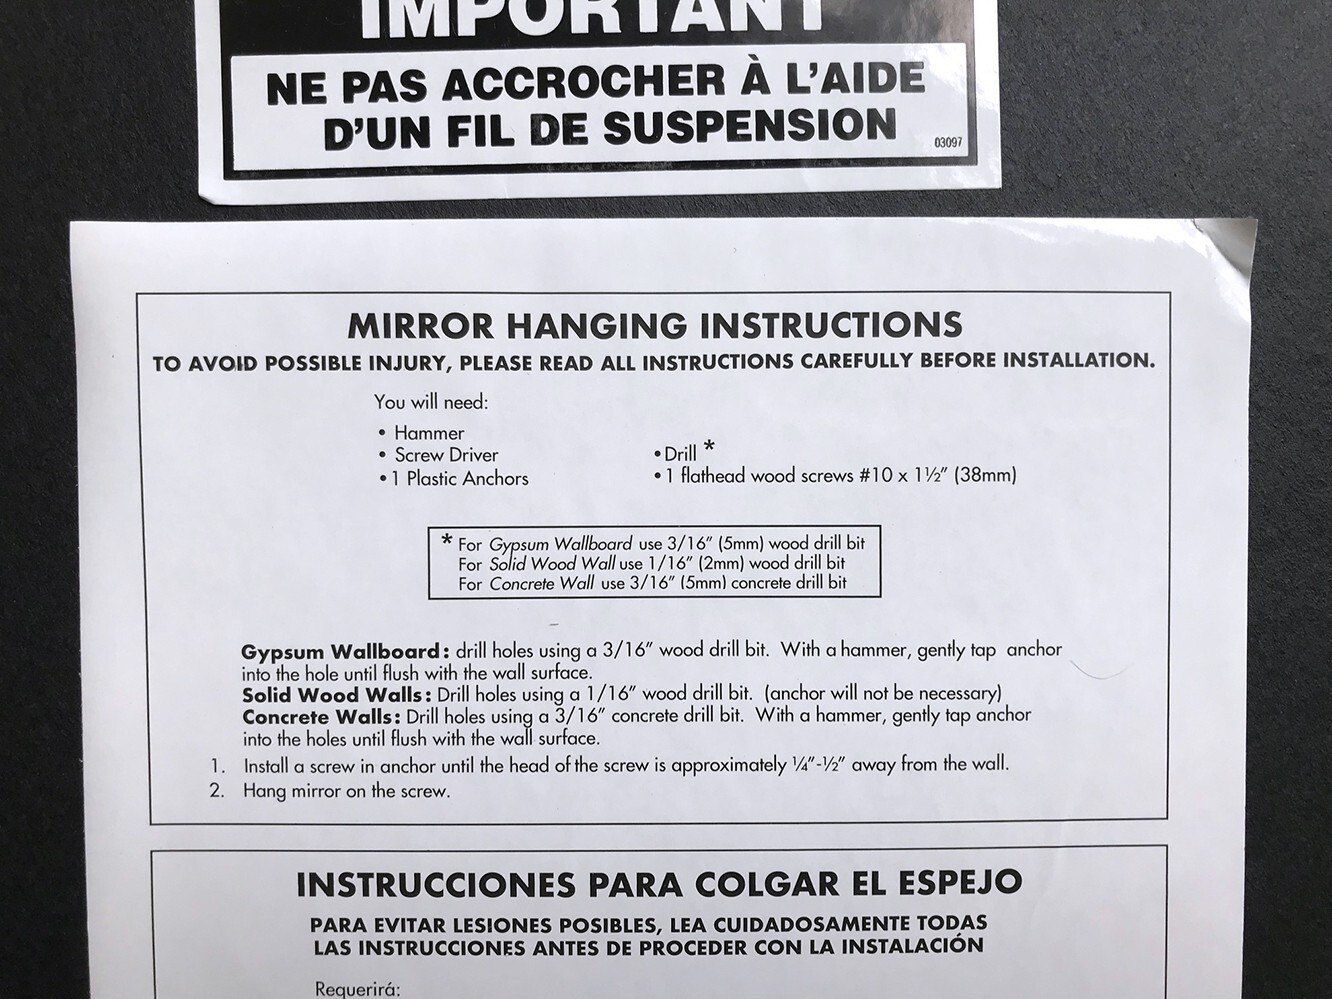 IMPORTANT
NE PAS ACCROCHER À L'AIDE
D'UN FIL DE SUSPENSION
03097
MIRROR HANGING INSTRUCTIONS
TO AVOID POSSIBLE INJURY, PLEASE READ ALL INSTRUCTIONS CAREFULLY BEFORE INSTALLATION.
You will need:
• Hammer
• Screw Driver
• 1 Plastic Anchors
• Drill *
• 1 flathead wood screws #10 x 1½" (38mm)
* For Gypsum Wallboard use 3/16" (5mm) wood drill bit
For Solid Wood Wall use 1/16" (2mm) wood drill bit
For Concrete Wall use 3/16" (5mm) concrete drill bit
Gypsum Wallboard: drill holes using a 3/16" wood drill bit. With a hammer, gently tap anchor
into the hole until flush with the wall surface.
Solid Wood Walls: Drill holes using a 1/16" wood drill bit. (anchor will not be necessary)
Concrete Walls: Drill holes using a 3/16" concrete drill bit. With a hammer, gently tap anchor
into the holes until flush with the wall surface.
1. Install a screw in anchor until the head of the screw is approximately ¼"-½" away from the wall.
2. Hang mirror on the screw.
INSTRUCCIONES PARA COLGAR EL ESPEJO
PARA EVITAR LESIONES POSIBLES, LEA CUIDADOSAMENTE TODAS
LAS INSTRUCCIONES ANTES DE PROCEDER CON LA INSTALACIÓN
Requerirá: